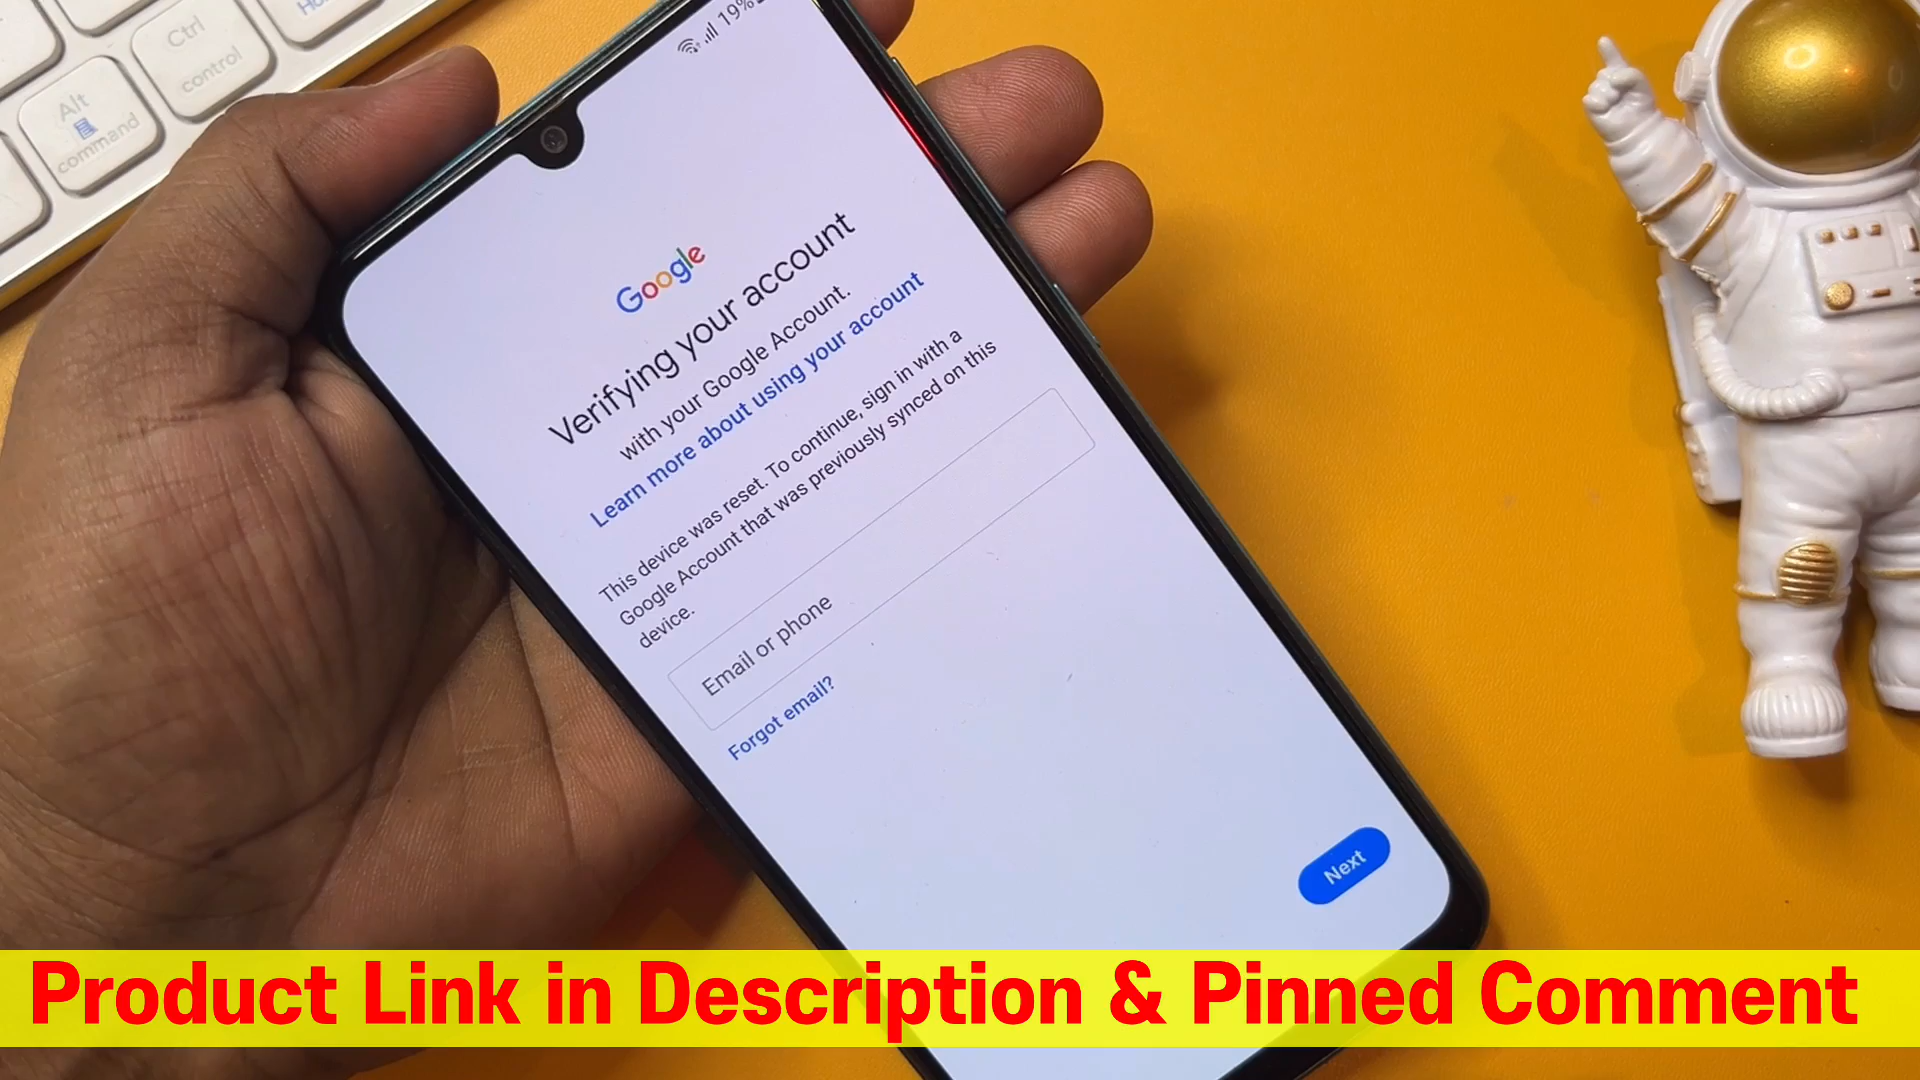 Ctrl
control
Alt
command
19%
Google
Verifying your account
with your Google Account.
Learn more about using your account
This device was reset. To continue, sign in with a
Google Account that was previously synced on this
device.
Email or phone
Forgot email?
Next
Product Link in Description & Pinned Comment